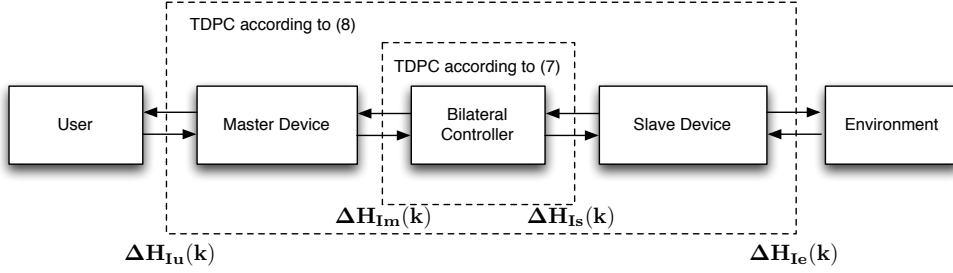 TDPC according to (8)
TDPC according to (7)
User
Master Device
Bilateral
Controller
Slave Device
Environment
ΔH_Im(k)
ΔH_Is(k)
ΔH_Iu(k)
ΔH_Ie(k)